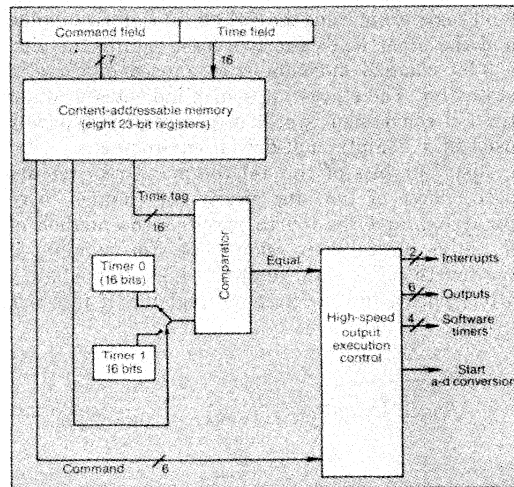 Command field
Time field
7
16
Content-addressable memory
(eight 23-bit registers)
Time tag
16
Comparator
Timer 0
(16 bits)
Timer 1
16 bits
Equal
High-speed
output
execution
control
2
Interrupts
6
Outputs
4
Software
timers
Start
a-d conversion
Command
6